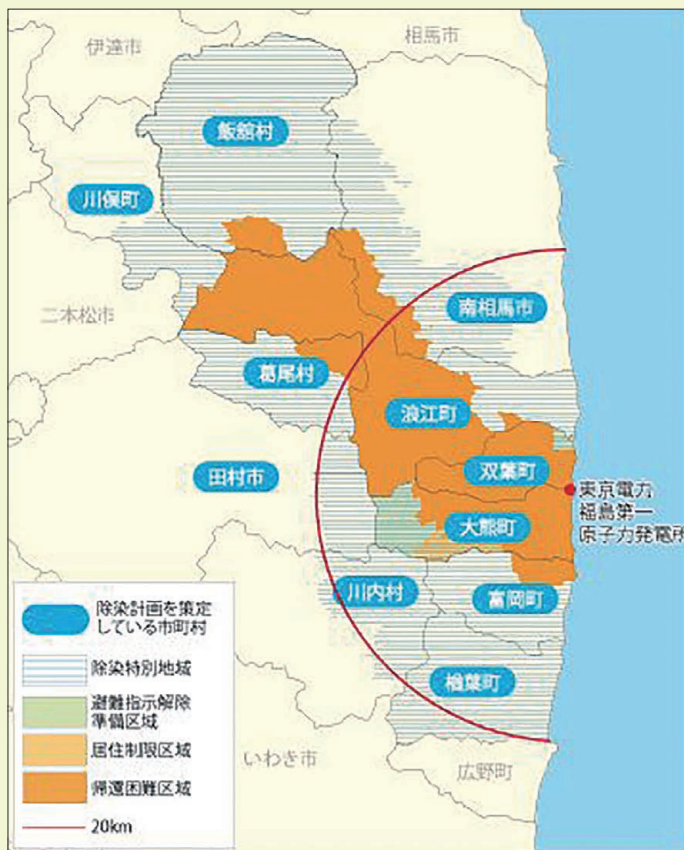 伊達市
相馬市
飯舘村
川俣町
二本松市
南相馬市
葛尾村
浪江町
田村市
双葉町
東京電力
福島第一
原子力発電所
大熊町
川内村
富岡町
楢葉町
いわき市
広野町
除染計画を策定
している市町村
除染特別地域
避難指示解除
準備区域
居住制限区域
帰還困難区域
20km